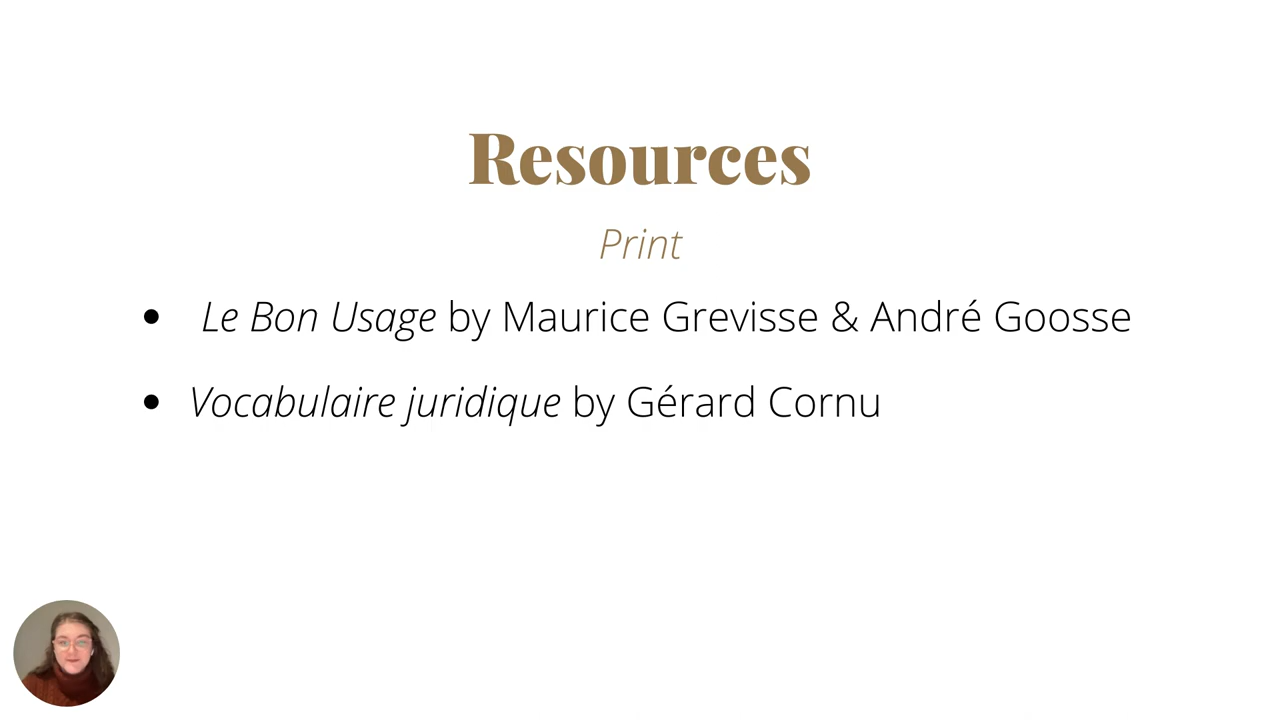 Resources
Print
• Le Bon Usage by Maurice Grevisse & André Goosse
• Vocabulaire juridique by Gérard Cornu